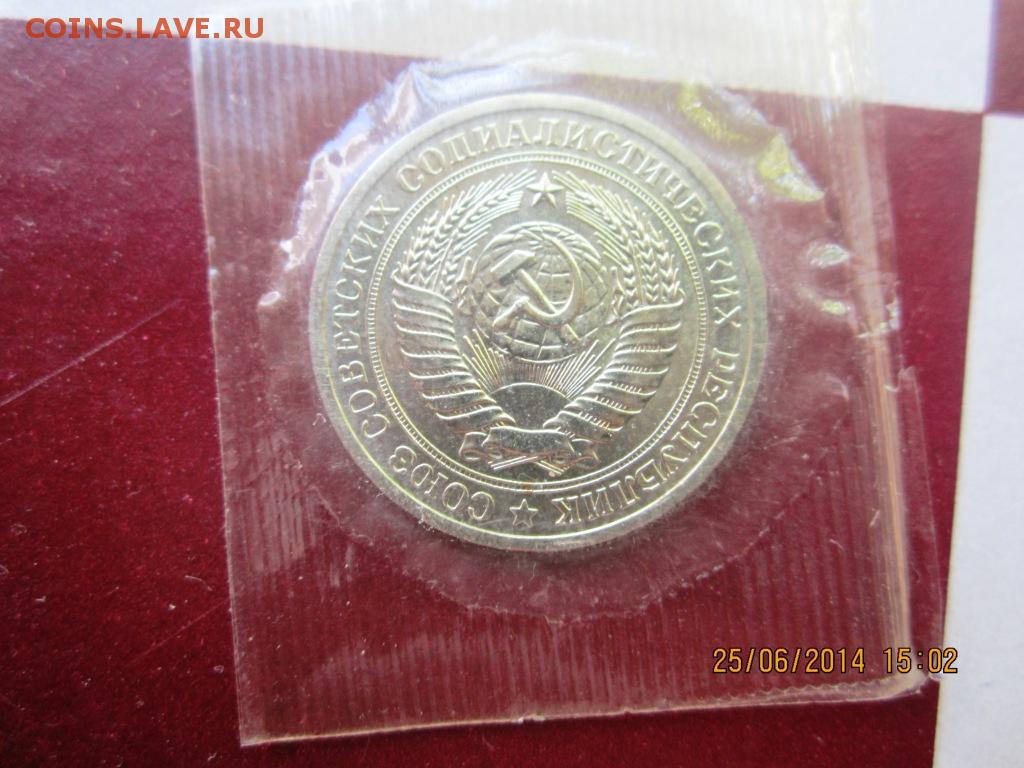 COINS.LAVE.RU
СОЮЗ СОВЕТСКИХ СОЦИАЛИСТИЧЕСКИХ РЕСПУБЛИК
25/06/2014 15:02